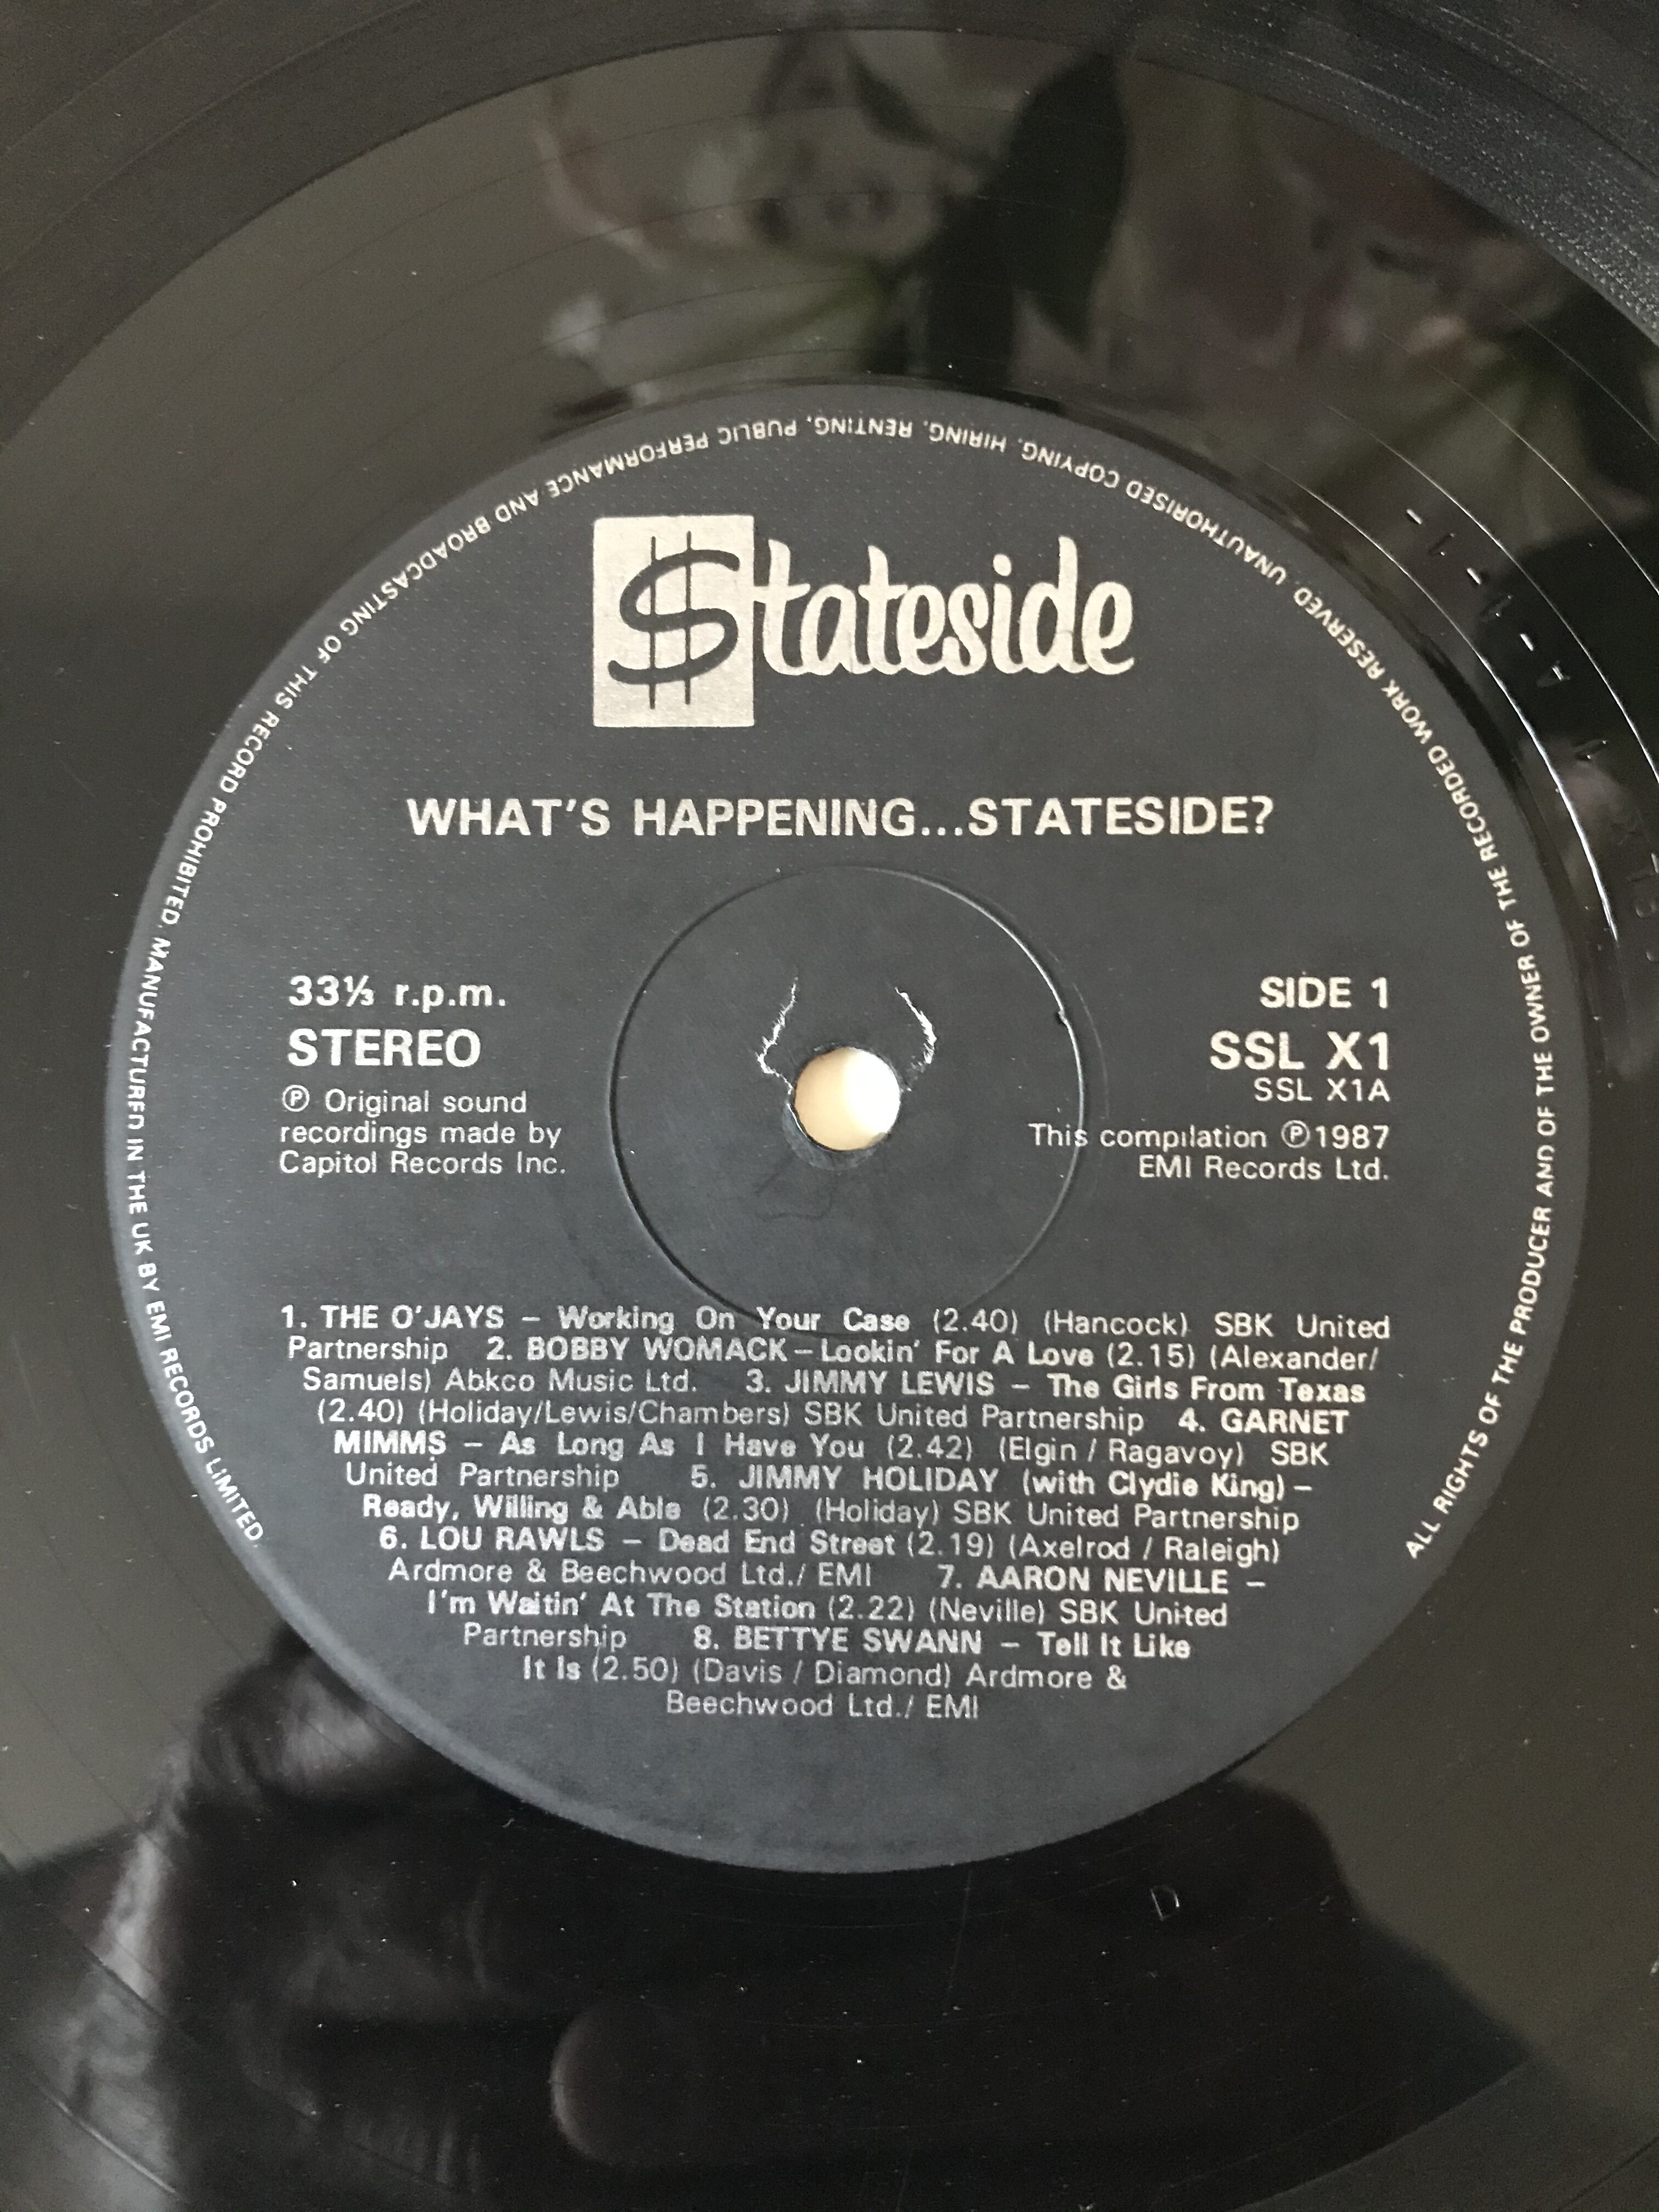 $tateside
WHAT'S HAPPENING...STATESIDE?
33⅓ r.p.m.
STEREO
Ⓟ Original sound
recordings made by
Capitol Records Inc.
SIDE 1
SSL X1
SSL X1A
This compilation Ⓟ1987
EMI Records Ltd.
1. THE O'JAYS – Working On Your Case (2.40) (Hancock) SBK United
Partnership 2. BOBBY WOMACK – Lookin' For A Love (2.15) (Alexander/
Samuels) Abkco Music Ltd. 3. JIMMY LEWIS – The Girls From Texas
(2.40) (Holiday/Lewis/Chambers) SBK United Partnership 4. GARNET
MIMMS – As Long As I Have You (2.42) (Elgin / Ragavoy) SBK
United Partnership 5. JIMMY HOLIDAY (with Clydie King) –
Ready, Willing & Able (2.30) (Holiday) SBK United Partnership
6. LOU RAWLS – Dead End Street (2.19) (Axelrod / Raleigh)
Ardmore & Beechwood Ltd./ EMI 7. AARON NEVILLE –
I'm Waitin' At The Station (2.22) (Neville) SBK United
Partnership 8. BETTYE SWANN – Tell It Like
It Is (2.50) (Davis / Diamond) Ardmore &
Beechwood Ltd./ EMI
ALL RIGHTS OF THE PRODUCER AND OF THE OWNER OF THE RECORDED WORK RESERVED. UNAUTHORISED COPYING, HIRING, RENTING, PUBLIC PERFORMANCE AND BROADCASTING OF THIS RECORD PROHIBITED. MANUFACTURED IN THE UK BY EMI RECORDS LIMITED.
D